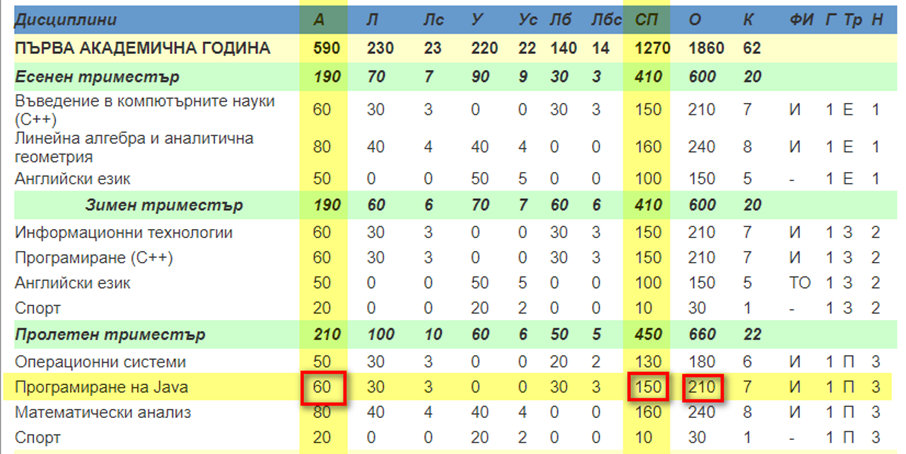 Дисциплини А Л Лс У Ус Лб Лбс СП О К ФИ Г Тр Н
ПЪРВА АКАДЕМИЧНА ГОДИНА 590 230 23 220 22 140 14 1270 1860 62
Есенен триместър 190 70 7 90 9 30 3 410 600 20
Въведение в компютърните науки
(C++) 60 30 3 0 0 30 3 150 210 7 И 1 Е 1
Линейна алгебра и аналитична
геометрия 80 40 4 40 4 0 0 160 240 8 И 1 Е 1
Английски език 50 0 0 50 5 0 0 100 150 5 - 1 Е 1
Зимен триместър 190 60 6 70 7 60 6 410 600 20
Информационни технологии 60 30 3 0 0 30 3 150 210 7 И 1 З 2
Програмиране (C++) 60 30 3 0 0 30 3 150 210 7 И 1 З 2
Английски език 50 0 0 50 5 0 0 100 150 5 ТО 1 З 2
Спорт 20 0 0 20 2 0 0 10 30 1 - 1 З 2
Пролетен триместър 210 100 10 60 6 50 5 450 660 22
Операционни системи 50 30 3 0 0 20 2 130 180 6 И 1 П 3
Програмиране на Java 60 30 3 0 0 30 3 150 210 7 И 1 П 3
Математически анализ 80 40 4 40 4 0 0 160 240 8 И 1 П 3
Спорт 20 0 0 20 2 0 0 10 30 1 - 1 П 3